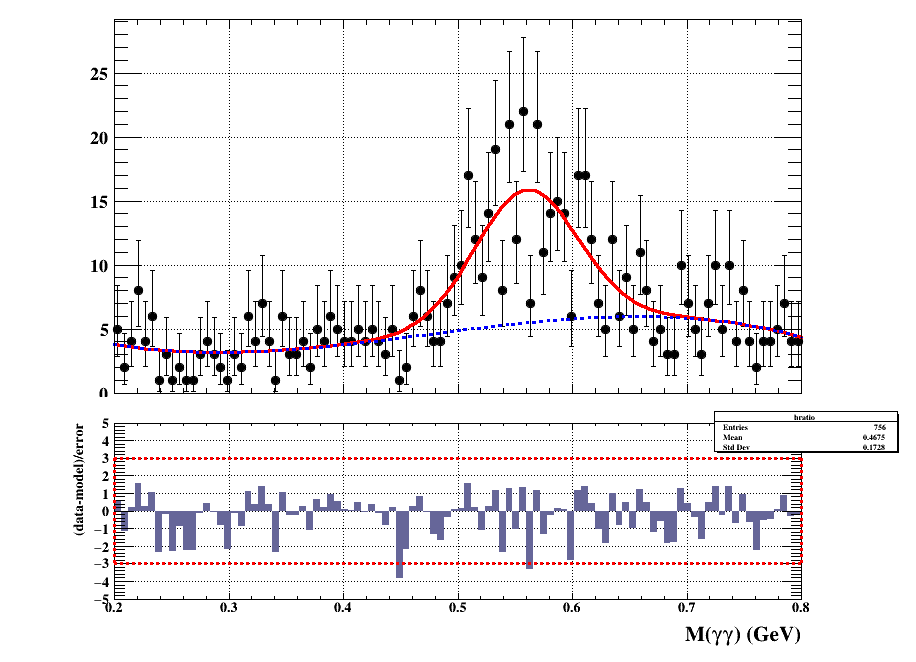 25
20
15
10
5
0
hratio
Entries 756
Mean 0.4675
Std Dev 0.1728
(data-model)/error
5
4
3
2
1
0
−1
−2
−3
−4
−5
0.2 0.3 0.4 0.5 0.6 0.7 0.8
M(γγ) (GeV)